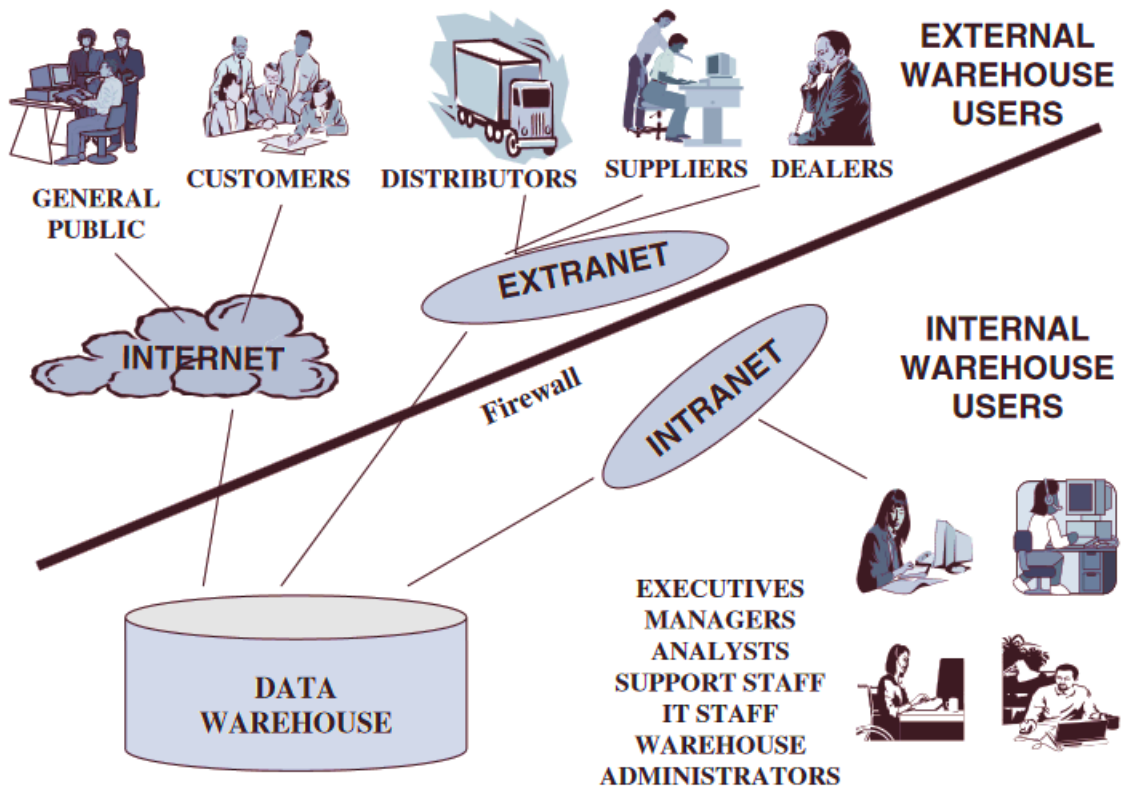 EXTERNAL
WAREHOUSE
USERS
GENERAL
PUBLIC
CUSTOMERS
DISTRIBUTORS
SUPPLIERS
DEALERS
INTERNET
EXTRANET
Firewall
INTRANET
INTERNAL
WAREHOUSE
USERS
DATA
WAREHOUSE
EXECUTIVES
MANAGERS
ANALYSTS
SUPPORT STAFF
IT STAFF
WAREHOUSE
ADMINISTRATORS